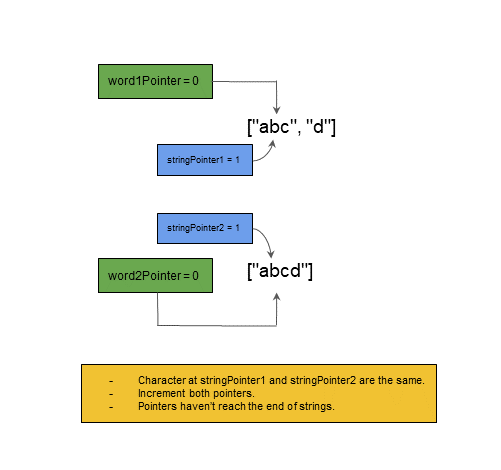 word1Pointer = 0
["abc", "d"]
stringPointer1 = 1
stringPointer2 = 1
word2Pointer = 0
["abcd"]
- Character at stringPointer1 and stringPointer2 are the same.
- Increment both pointers.
- Pointers haven't reach the end of strings.